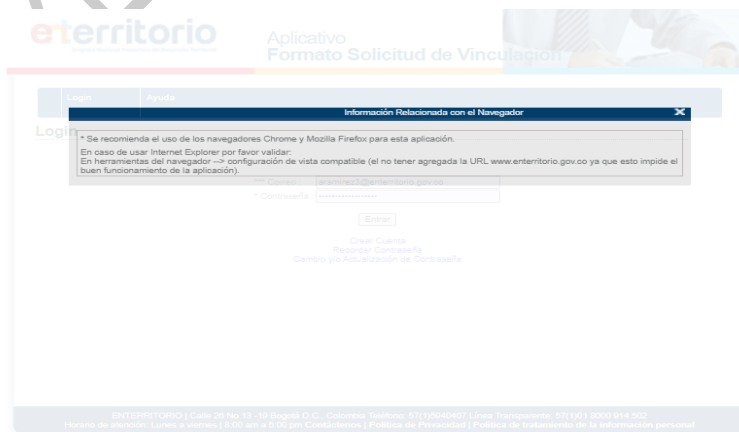 enterritorio
Aplicativo
Formato Solicitud de Vinculación
Login Ayuda
Información Relacionada con el Navegador
Login
* Se recomienda el uso de los navegadores Chrome y Mozilla Firefox para esta aplicación.
En caso de usar Internet Explorer por favor validar:
En herramientas del navegador --> configuración de vista compatible (el no tener agregada la URL www.enterritorio.gov.co ya que esto impide el
buen funcionamiento de la aplicación).
Correo eramirez3@enterritorio.gov.co
* Contraseña
Entrar
Crear Cuenta
Recordar Contraseña
Cambio y/o Actualización de Contraseña
ENTERRITORIO | Calle 26 No 13 -19 Bogotá D.C., Colombia Teléfono: 57(1)5940407 Línea Transparente: 57(1)01 8000 914 502
Horario de atención: Lunes a viernes | 8:00 am a 5:00 pm Contáctenos | Política de Privacidad | Política de tratamiento de la información personal